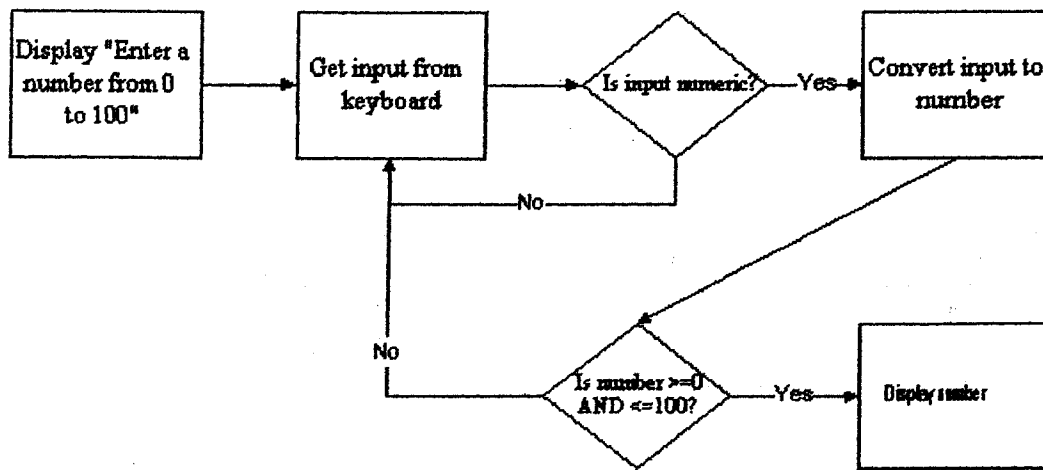 Display "Enter a
number from 0
to 100"
Get input from
keyboard
Is input numeric?
Yes
Convert input to
number
No
No
Is number >=0
AND <=100?
Yes
Display number